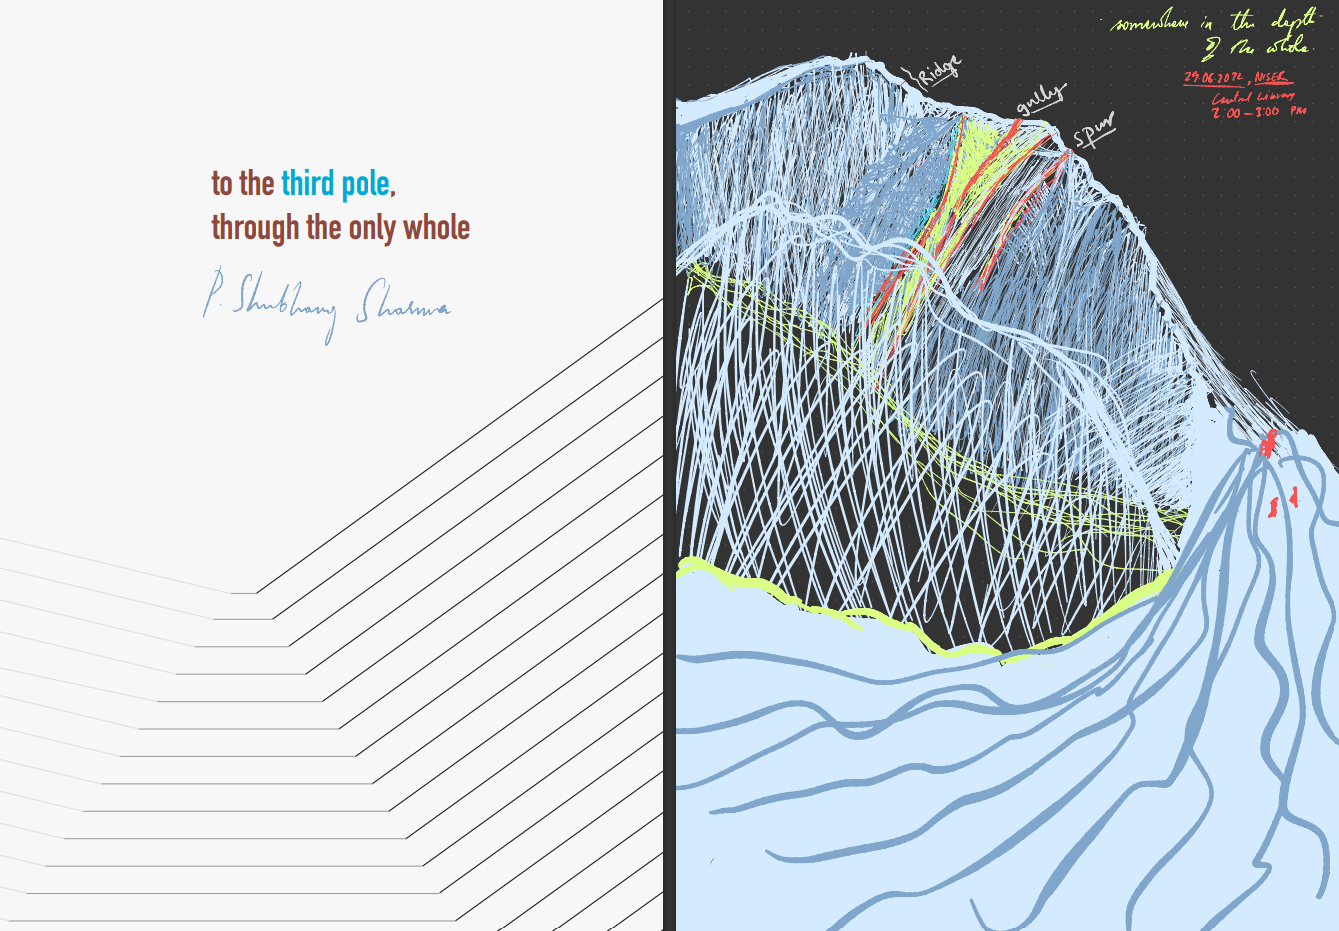 to the third pole,
through the only whole
P. Shubhang Sharma
somewhere in the depth
of the whole
29.06.2022, NISER
Central Library
2:00 – 3:00 PM
Ridge
gully
spur